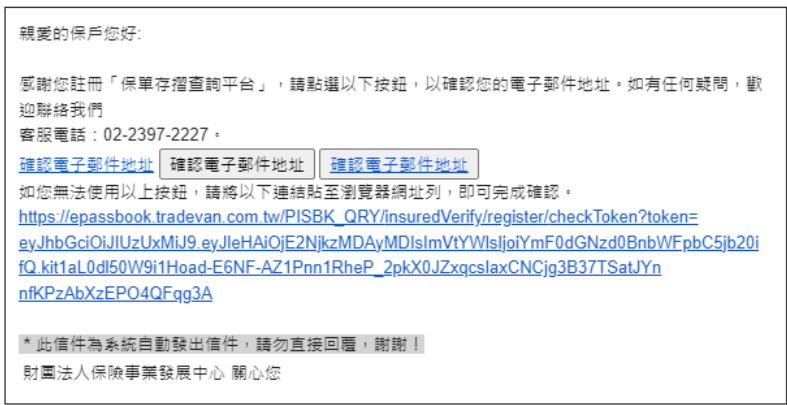 親愛的保戶您好:
感謝您註冊「保單存摺查詢平台」，請點選以下按鈕，以確認您的電子郵件地址。如有任何疑問，歡
迎聯絡我們
客服電話：02-2397-2227。
確認電子郵件地址 確認電子郵件地址 確認電子郵件地址
如您無法使用以上按鈕，請將以下連結貼至瀏覽器網址列，即可完成確認。
https://epassbook.tradevan.com.tw/PISBK_QRY/insuredVerify/register/checkToken?token=
eyJhbGciOiJIUzUxMiJ9.eyJleHAiOjE2NjkzMDAyMDIsImVtYWlsIjoiYmF0dGNzd0BnbWFpbC5jb20i
fQ.kit1aL0dl50W9i1Hoad-E6NF-AZ1Pnn1RheP_2pkX0JZxqcslaxCNCjg3B37TSatJYn
nfKPzAbXzEPO4QFqg3A
* 此信件為系統自動發出信件，請勿直接回覆，謝謝！
財團法人保險事業發展中心 關心您